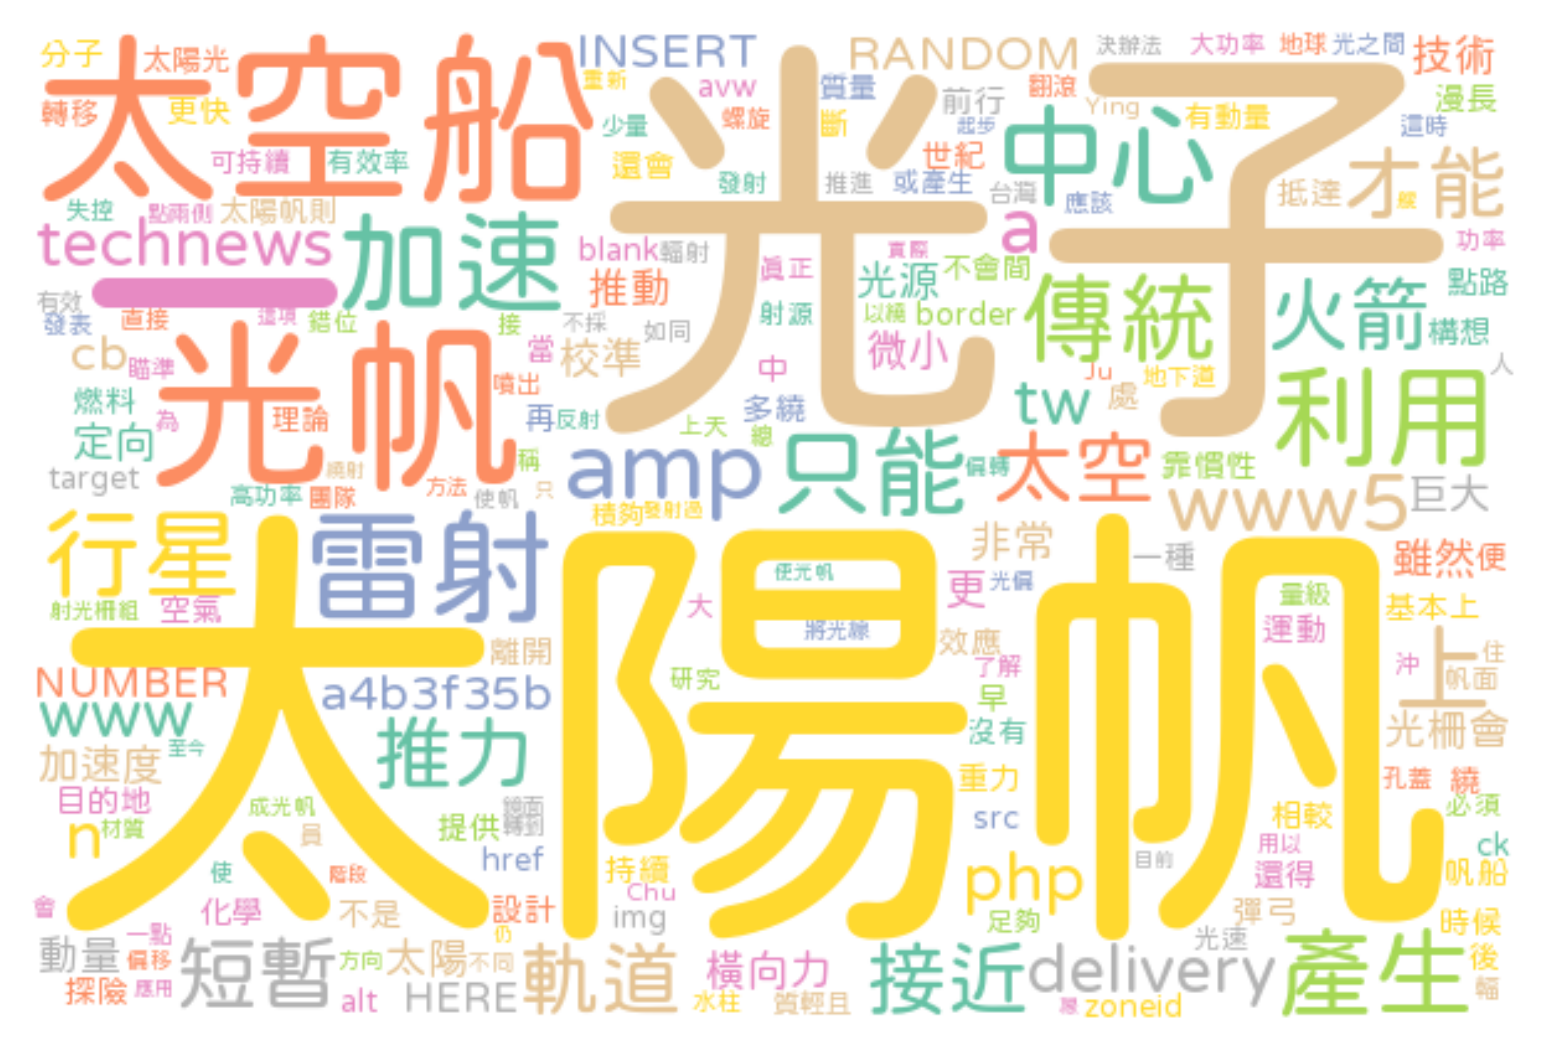 分子 太陽光 太空船 INSERT 光子 RANDOM 決辦法 大功率 地球 光之間 技術
轉移 更快 重新 avw 質量 前行 翻滾 Ying 有動量 漫長
少量 螺旋 斷 起步 中心 這時
可持續 有效率 還會 世紀 才能
失控 點兩側 太陽帆則 發射 推進 或產生 台灣 應該 抵達
technews 加速 blank 輻射 實際 a 功率
真正 光源 不會間 傳統 火箭 點路
有效 推動 射源 以繞 border
發表 直接 這項 錯位 接 不採 如同 構想
cb 瞄準 光帆 當 校準 微小 中 Ju 地下道 人
燃料 為 理論 噴出 再 反射 多繞 tw 處 利用
定向 上天 總
target 稱 amp 只能 偏轉 太空 靠慣性
高功率 團隊 繞射 方法 使帆 只 積夠 發射過 www5 巨大
行星 雷射 太陽帆 非常 一種 雖然 便
使光帆 更 光偏 量級 基本上
射光柵組 空氣 大 將光線 運動 上
離開 效應 了解 沖 住
NUMBER a4b3f35b 研究 早 帆面
www 推力 沒有 光柵會
加速度 至今 重力 孔蓋 繞
目的地 成光帆 鏡面 必須
n 材質 員 提供 轉到 src 相較
href 目前 用以 ck
使 階段 持續 php 還得 帆船
會 化學 不是 設計 Chu img 足夠 彈弓 時候
一點 仍 光速
動量 偏移 短暫 方向 太陽 不同 軌道 橫向力 接近 delivery 產生 後
探險 應用 alt HERE 水柱 質輕且 zoneid 輻